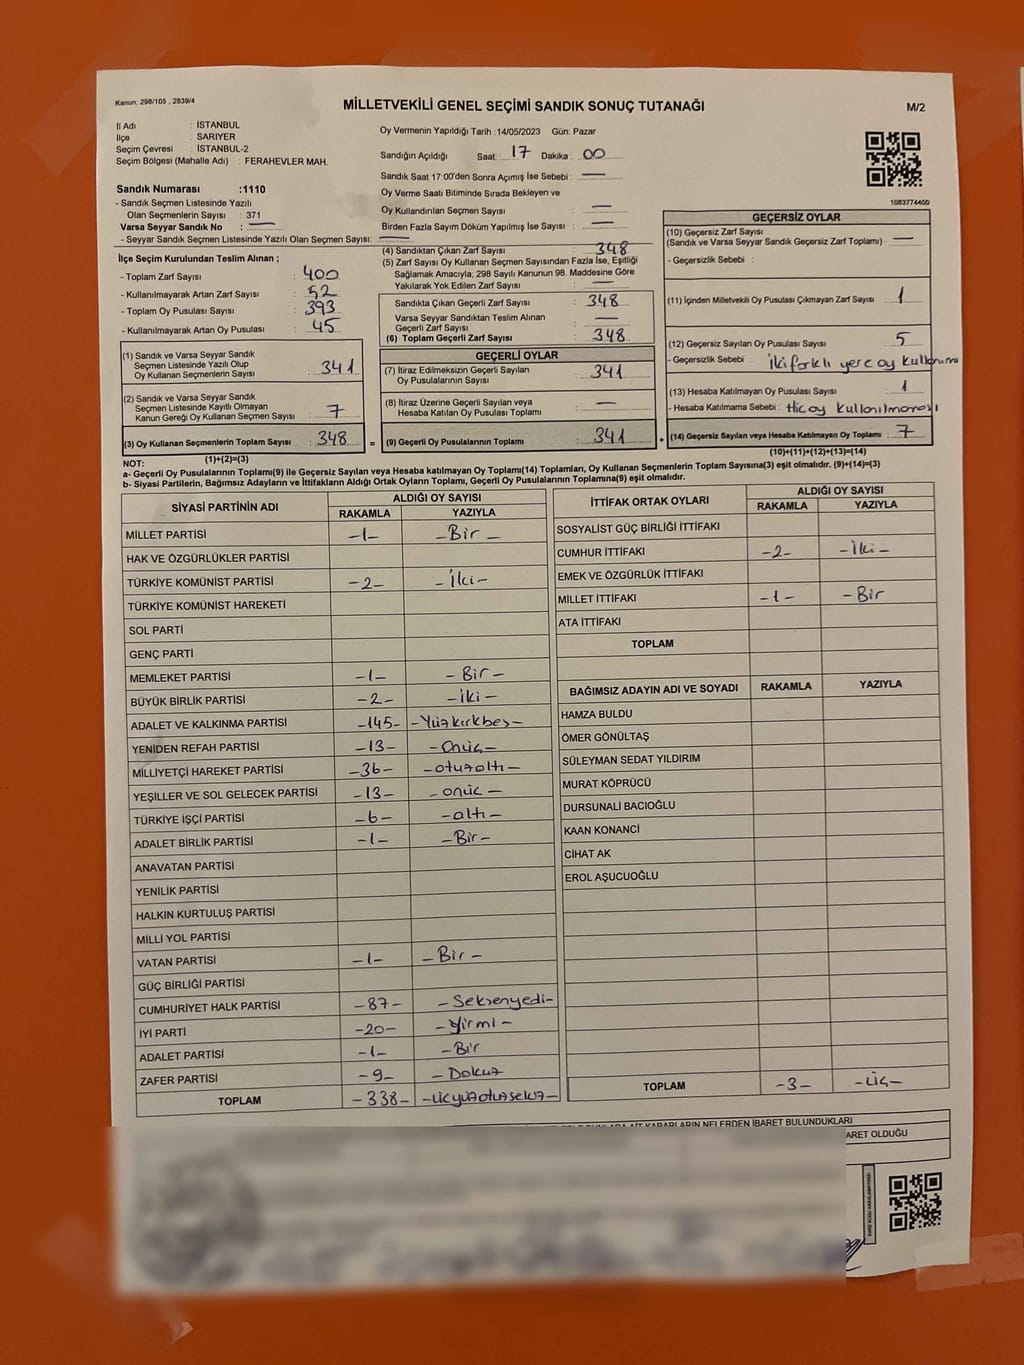 Kanun; 298/105 , 2839/4
MİLLETVEKİLİ GENEL SEÇİMİ SANDIK SONUÇ TUTANAĞI
M/2
İl Adı : İSTANBUL
İlçe : SARIYER
Seçim Çevresi : İSTANBUL-2
Seçim Bölgesi (Mahalle Adı) : FERAHEVLER MAH.
Oy Vermenin Yapıldığı Tarih :14/05/2023 Gün: Pazar
Sandığın Açıldığı Saat: 17 Dakika : 00
Sandık Saat 17:00'den Sonra Açımış İse Sebebi : —
Oy Verme Saati Bitiminde Sırada Bekleyen ve
Oy Kullandırılan Seçmen Sayısı : —
Birden Fazla Sayım Döküm Yapılmış İse Sayısı : —
Sandık Numarası :1110
- Sandık Seçmen Listesinde Yazılı
Olan Seçmenlerin Sayısı : 371
Varsa Seyyar Sandık No : —
- Seyyar Sandık Seçmen Listesinde Yazılı Olan Seçmen Sayısı: —
İlçe Seçim Kurulundan Teslim Alınan ;
- Toplam Zarf Sayısı : 400
- Kullanılmayarak Artan Zarf Sayısı : 52
- Toplam Oy Pusulası Sayısı : 393
- Kullanılmayarak Artan Oy Pusulası : 45
(1) Sandık ve Varsa Seyyar Sandık
Seçmen Listesinde Yazılı Olup
Oy Kullanan Seçmenlerin Sayısı : 341
(2) Sandık ve Varsa Seyyar Sandık
Seçmen Listesinde Kayıtlı Olmayan
Kanun Gereği Oy Kullanan Seçmen Sayısı : 7
(3) Oy Kullanan Seçmenlerin Toplam Sayısı : 348
(1)+(2)=(3)
(4) Sandıktan Çıkan Zarf Sayısı : 348
(5) Zarf Sayısı Oy Kullanan Seçmen Sayısından Fazla İse, Eşitliği
Sağlamak Amacıyla; 298 Sayılı Kanunun 98. Maddesine Göre
Yakılarak Yok Edilen Zarf Sayısı : —
Sandıkta Çıkan Geçerli Zarf Sayısı : 348
Varsa Seyyar Sandıktan Teslim Alınan
Geçerli Zarf Sayısı : —
(6) Toplam Geçerli Zarf Sayısı : 348
GEÇERLİ OYLAR
(7) İtiraz Edilmeksizin Geçerli Sayılan
Oy Pusulalarının Sayısı : 341
(8) İtiraz Üzerine Geçerli Sayılan veya
Hesaba Katılan Oy Pusulası Toplamı : —
= (9) Geçerli Oy Pusulalarının Toplamı : 341
1083774400
GEÇERSİZ OYLAR
(10) Geçersiz Zarf Sayısı
(Sandık ve Varsa Seyyar Sandık Geçersiz Zarf Toplamı) : —
- Geçersizlik Sebebi :
(11) İçinden Milletvekili Oy Pusulası Çıkmayan Zarf Sayısı : 1
(12) Geçersiz Sayılan Oy Pusulası Sayısı : 5
- Geçersizlik Sebebi : İki farklı yere oy kullanımı
(13) Hesaba Katılmayan Oy Pusulası Sayısı : 1
- Hesaba Katılmama Sebebi : Hiç oy kullanılmaması
+ (14) Geçersiz Sayılan veya Hesaba Katılmayan Oy Toplamı : 7
(10)+(11)+(12)+(13)=(14)
NOT:
a- Geçerli Oy Pusulalarının Toplamı(9) ile Geçersiz Sayılan veya Hesaba katılmayan Oy Toplamı(14) Toplamları, Oy Kullanan Seçmenlerin Toplam Sayısına(3) eşit olmalıdır. (9)+(14)=(3)
b- Siyasi Partilerin, Bağımsız Adayların ve İttifakların Aldığı Ortak Oyların Toplamı, Geçerli Oy Pusulalarının Toplamına(9) eşit olmalıdır.
SİYASİ PARTİNİN ADI ALDIĞI OY SAYISI
RAKAMLA YAZIYLA
MİLLET PARTİSİ -1- -Bir-
HAK VE ÖZGÜRLÜKLER PARTİSİ
TÜRKİYE KOMÜNİST PARTİSİ -2- -İki-
TÜRKİYE KOMÜNİST HAREKETİ
SOL PARTİ
GENÇ PARTİ
MEMLEKET PARTİSİ -1- -Bir-
BÜYÜK BİRLİK PARTİSİ -2- -iki-
ADALET VE KALKINMA PARTİSİ -145- -Yüzkırkbeş-
YENİDEN REFAH PARTİSİ -13- -Onüç-
MİLLİYETÇİ HAREKET PARTİSİ -36- -otuzaltı-
YEŞİLLER VE SOL GELECEK PARTİSİ -13- -onüç-
TÜRKİYE İŞÇİ PARTİSİ -6- -altı-
ADALET BİRLİK PARTİSİ -1- -Bir-
ANAVATAN PARTİSİ
YENİLİK PARTİSİ
HALKIN KURTULUŞ PARTİSİ
MİLLİ YOL PARTİSİ
VATAN PARTİSİ -1- -Bir-
GÜÇ BİRLİĞİ PARTİSİ
CUMHURİYET HALK PARTİSİ -87- -Seksenyedi-
İYİ PARTİ -20- -Yirmi-
ADALET PARTİSİ -1- -Bir
ZAFER PARTİSİ -9- -Dokuz
TOPLAM -338- -üçyüzotuzsekiz-
İTTİFAK ORTAK OYLARI ALDIĞI OY SAYISI
RAKAMLA YAZIYLA
SOSYALİST GÜÇ BİRLİĞİ İTTİFAKI
CUMHUR İTTİFAKI -2- -İki-
EMEK VE ÖZGÜRLÜK İTTİFAKI
MİLLET İTTİFAKI -1- -Bir
ATA İTTİFAKI
TOPLAM
BAĞIMSIZ ADAYIN ADI VE SOYADI RAKAMLA YAZIYLA
HAMZA BULDU
ÖMER GÖNÜLTAŞ
SÜLEYMAN SEDAT YILDIRIM
MURAT KÖPRÜCÜ
DURSUNALİ BACIOĞLU
KAAN KONANCİ
CİHAT AK
EROL AŞUCUOĞLU
TOPLAM -3- -üç-
KARARLARIN NELERDEN İBARET BULUNDUKLARI
OLDUĞU